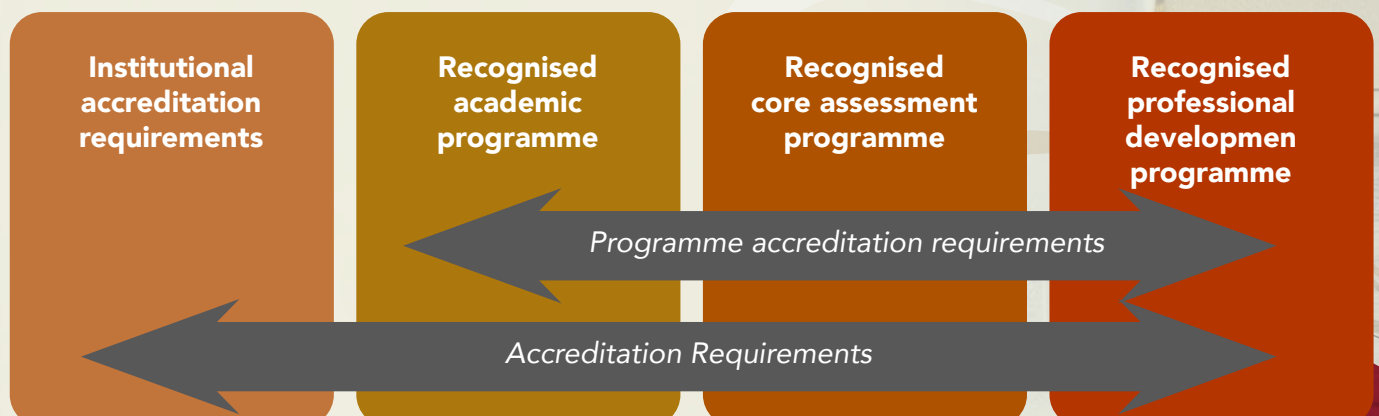 Institutional
accreditation
requirements
Recognised
academic
programme
Recognised
core assessment
programme
Recognised
professional
developmen
programme
Programme accreditation requirements
Accreditation Requirements